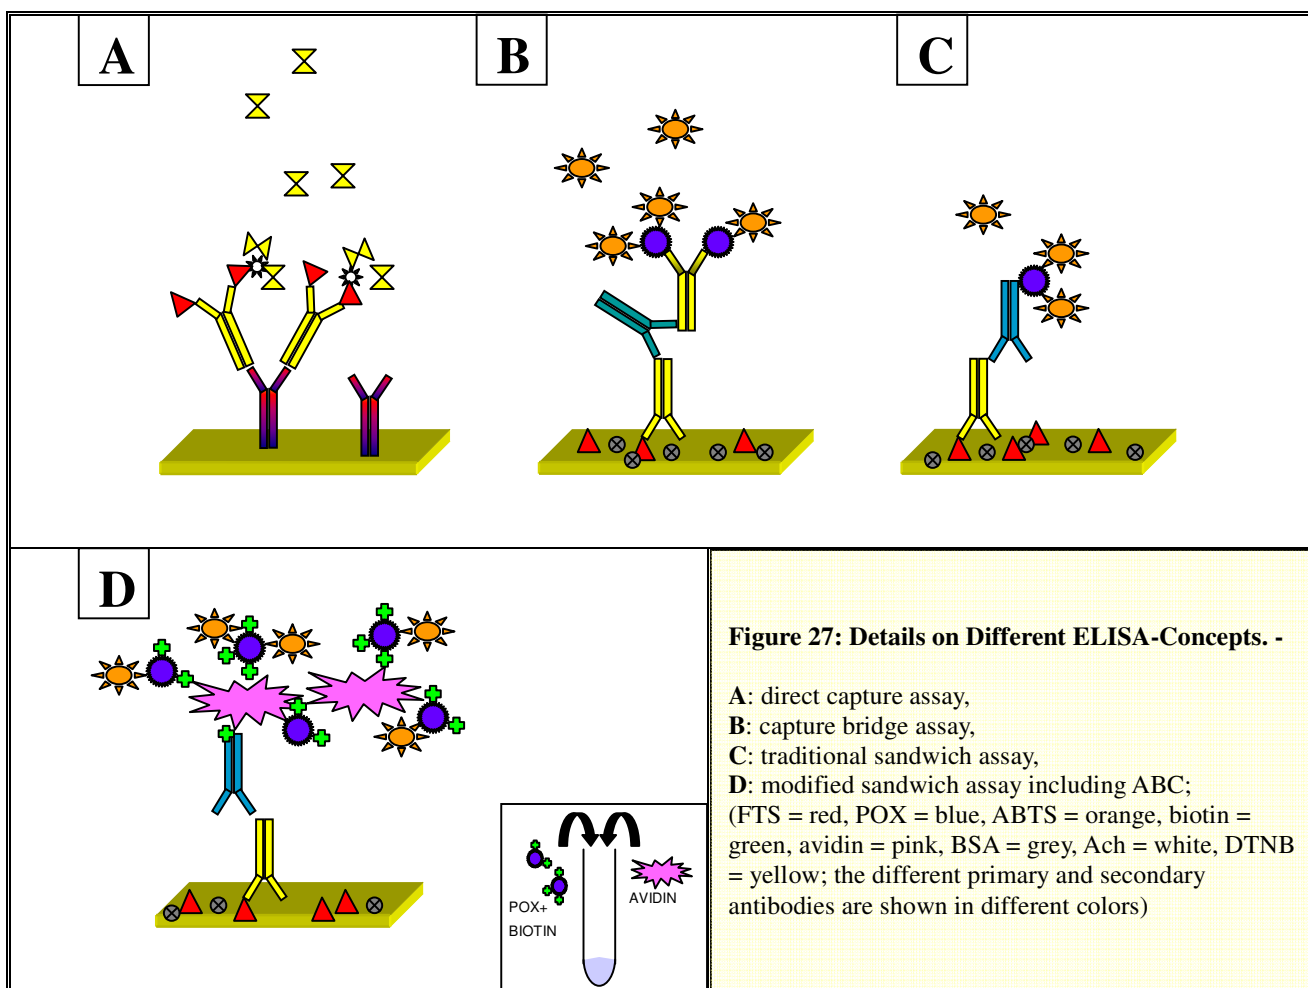 A
B
C
D
POX+
BIOTIN
AVIDIN
Figure 27: Details on Different ELISA-Concepts. -
A: direct capture assay,
B: capture bridge assay,
C: traditional sandwich assay,
D: modified sandwich assay including ABC;
(FTS = red, POX = blue, ABTS = orange, biotin =
green, avidin = pink, BSA = grey, Ach = white, DTNB
= yellow; the different primary and secondary
antibodies are shown in different colors)